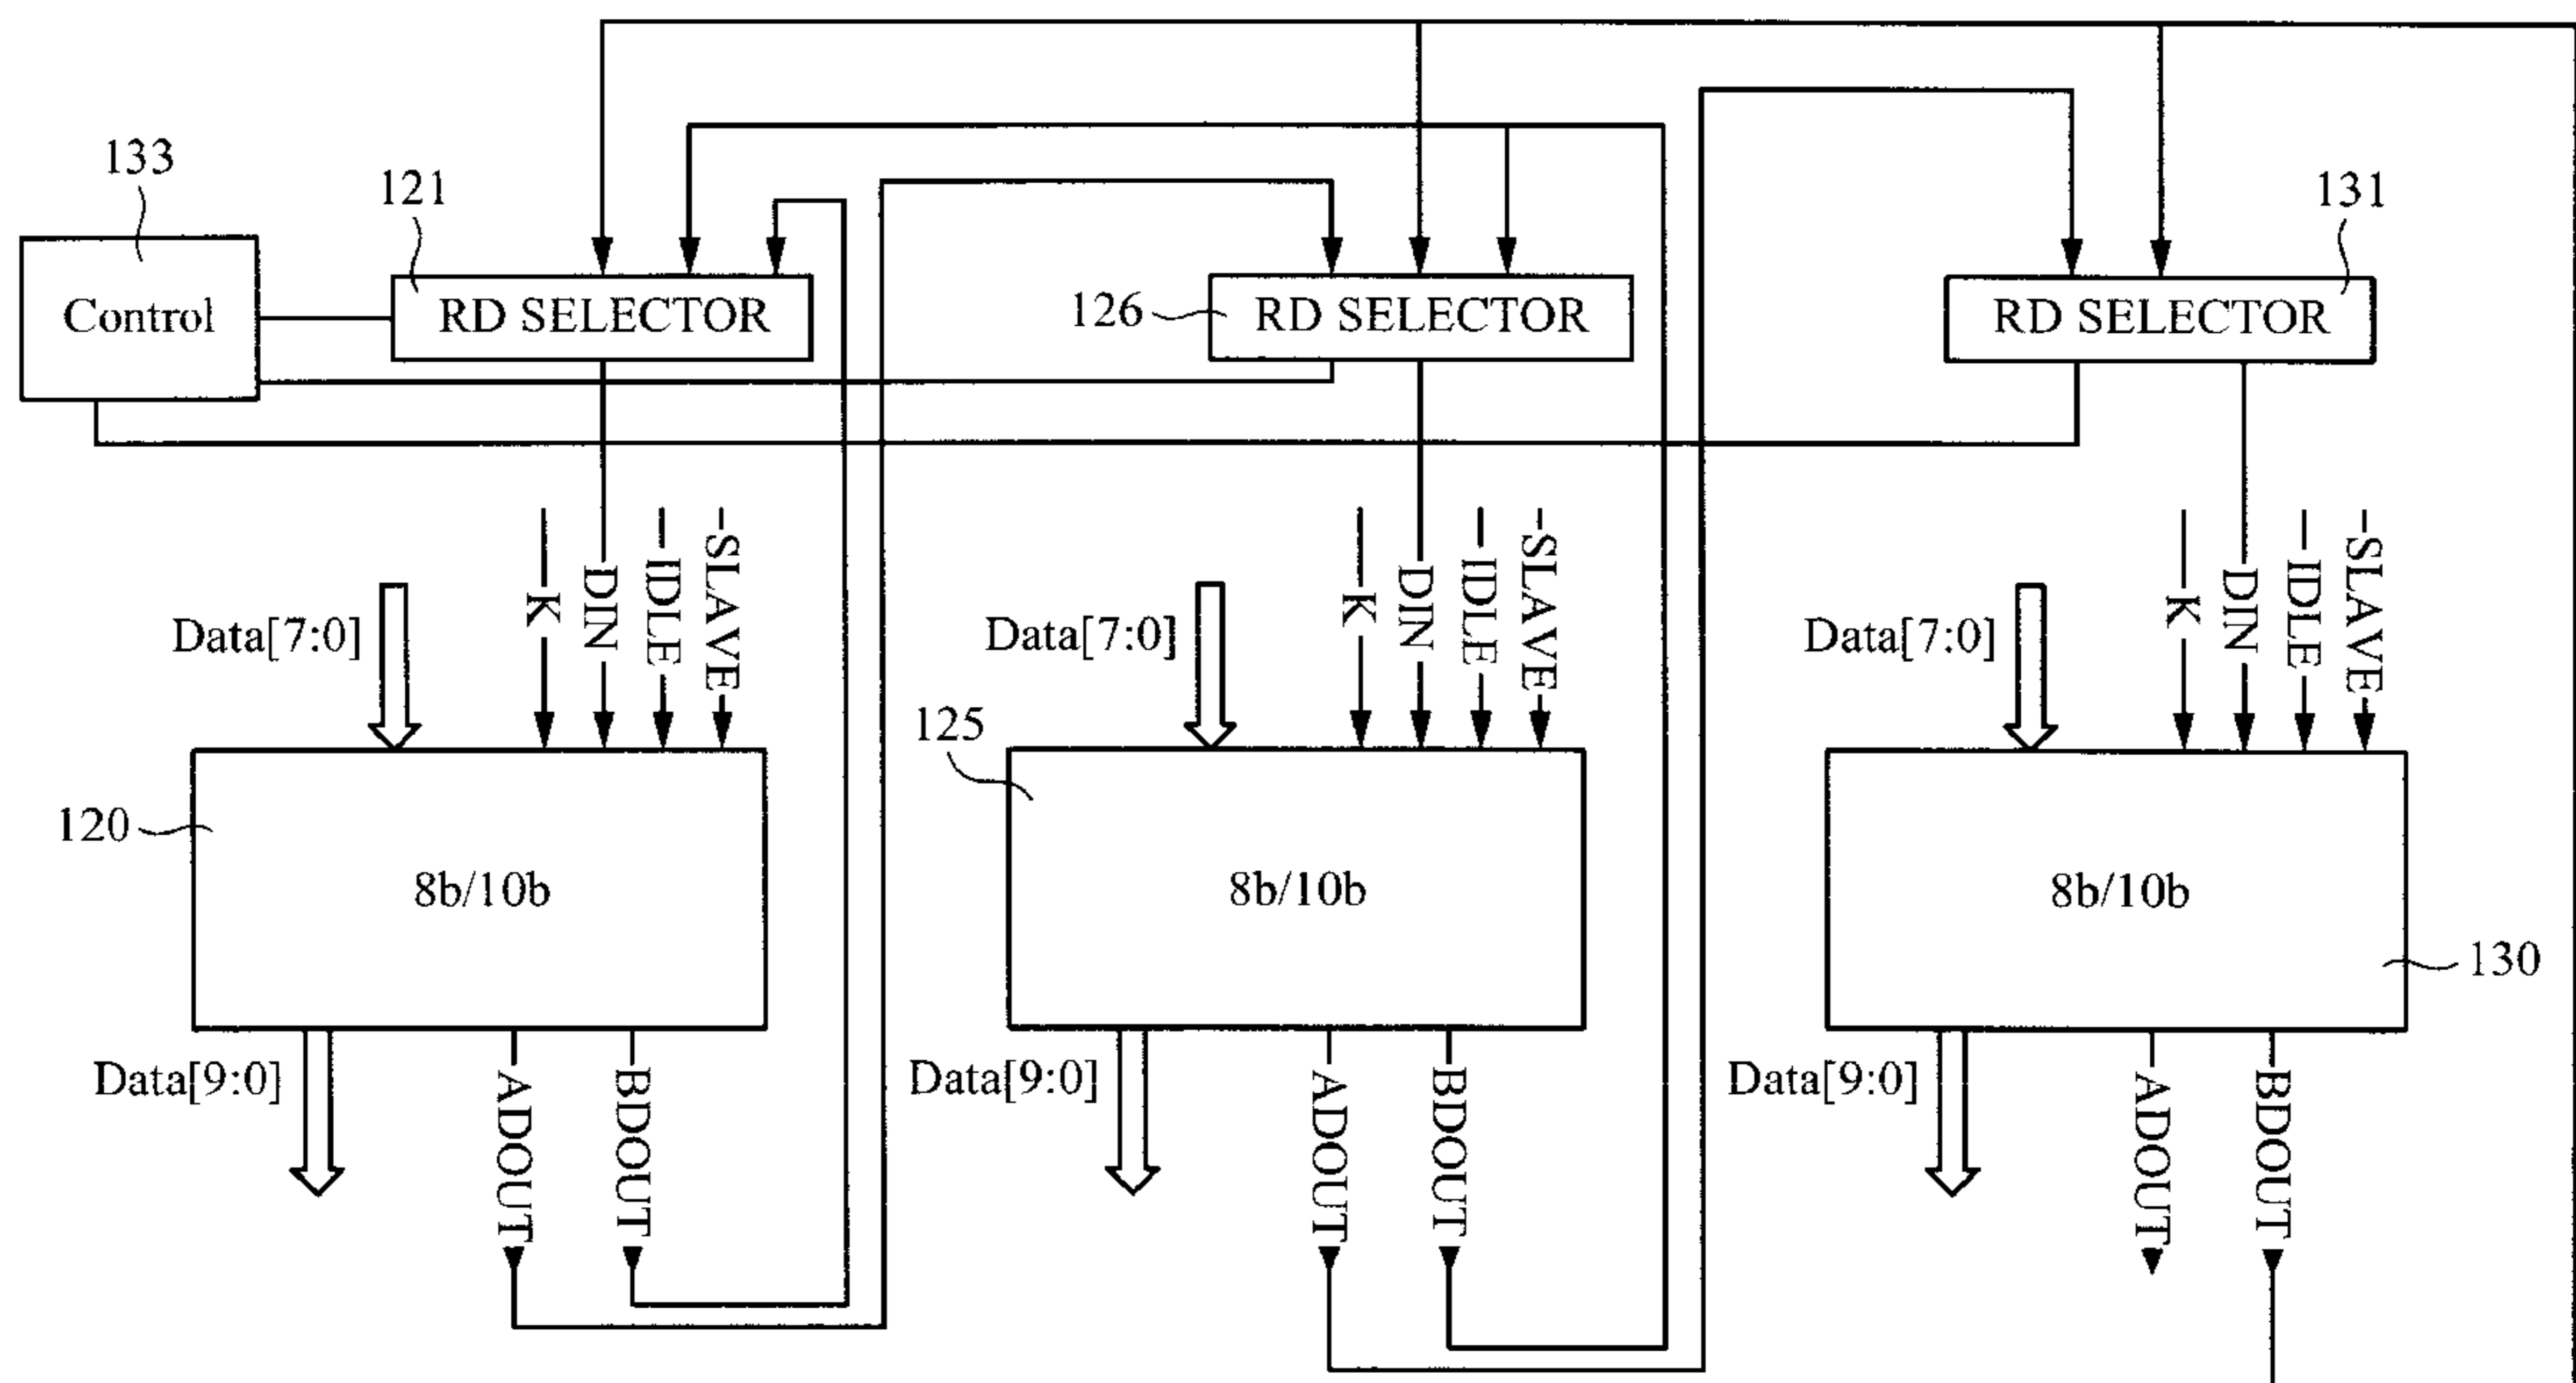 133
121
131
Control
RD SELECTOR
126
RD SELECTOR
RD SELECTOR
Data[7:0]
K
DIN
IDLE
SLAVE
Data[7:0]
K
DIN
IDLE
SLAVE
Data[7:0]
K
DIN
IDLE
SLAVE
120
8b/10b
125
8b/10b
8b/10b
130
Data[9:0]
ADOUT
BDOUT
Data[9:0]
ADOUT
BDOUT
Data[9:0]
ADOUT
BDOUT